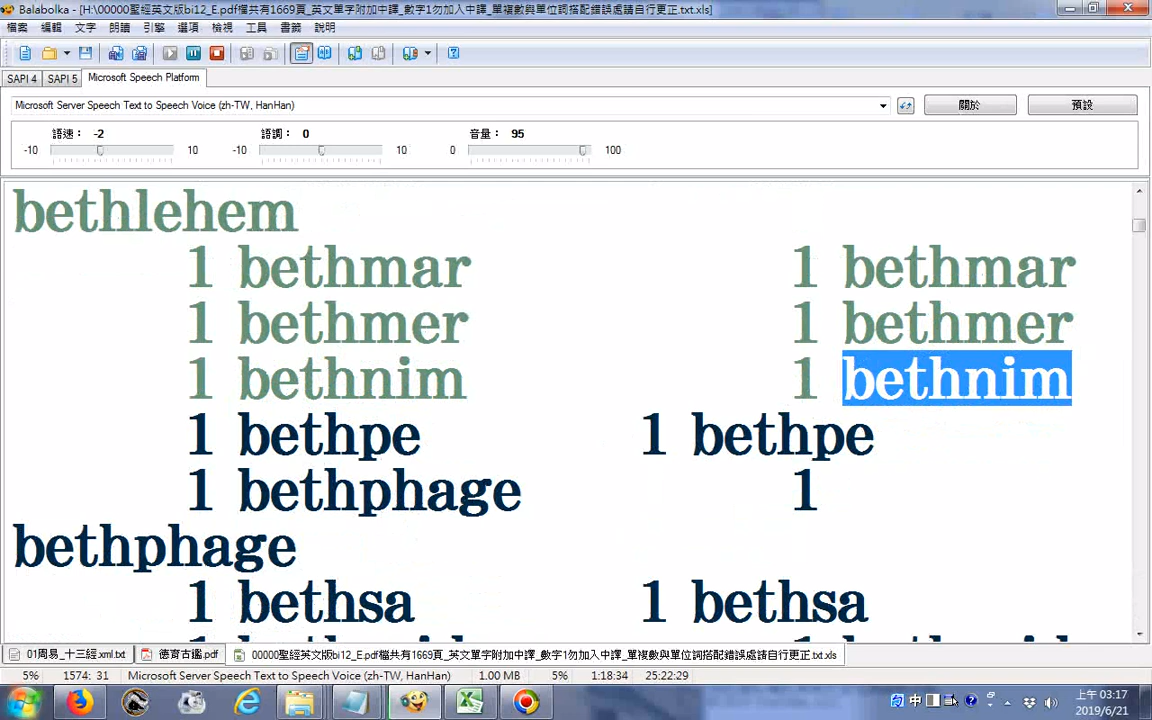 Balabolka - [H:\00000聖經英文版bi12_E.pdf檔共有1669頁_英文單字附加中譯_數字1勿加入中譯_單複數與單位詞搭配錯誤處請自行更正.txt.xls]
檔案 編輯 文字 朗讀 引擎 選項 檢視 工具 書籤 說明
SAPI 4 SAPI 5 Microsoft Speech Platform
Microsoft Server Speech Text to Speech Voice (zh-TW, HanHan) 關於 預設
語速： -2 語調： 0 音量： 95
-10 10 -10 10 0 100
bethlehem
1 bethmar 1 bethmar
1 bethmer 1 bethmer
1 bethnim 1 bethnim
1 bethpe 1 bethpe
1 bethphage 1
bethphage
1 bethsa 1 bethsa
01周易_十三經.xml.txt 德育古鑑.pdf 00000聖經英文版bi12_E.pdf檔共有1669頁_英文單字附加中譯_數字1勿加入中譯_單複數與單位詞搭配錯誤處請自行更正.txt.xls
5% 1574: 31 Microsoft Server Speech Text to Speech Voice (zh-TW, HanHan) 1.00 MB 5% 1:18:34 25:22:29
中 上午 03:17
2019/6/21